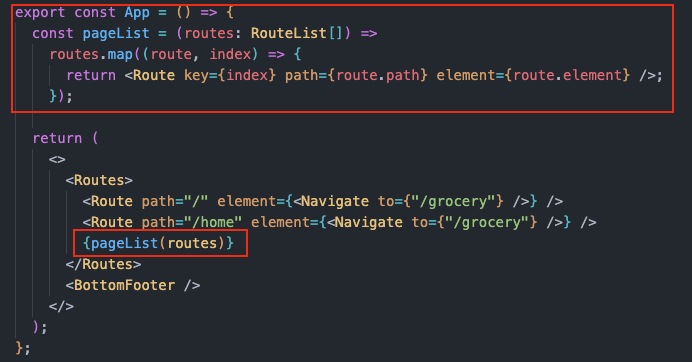 export const App = () => {
const pageList = (routes: RouteList[]) =>
routes.map((route, index) => {
return <Route key={index} path={route.path} element={route.element} />;
});
return (
<>
<Routes>
<Route path="/" element={<Navigate to={"/grocery"} />} />
<Route path="/home" element={<Navigate to={"/grocery"} />} />
{pageList(routes)}
</Routes>
<BottomFooter />
</>
);
};